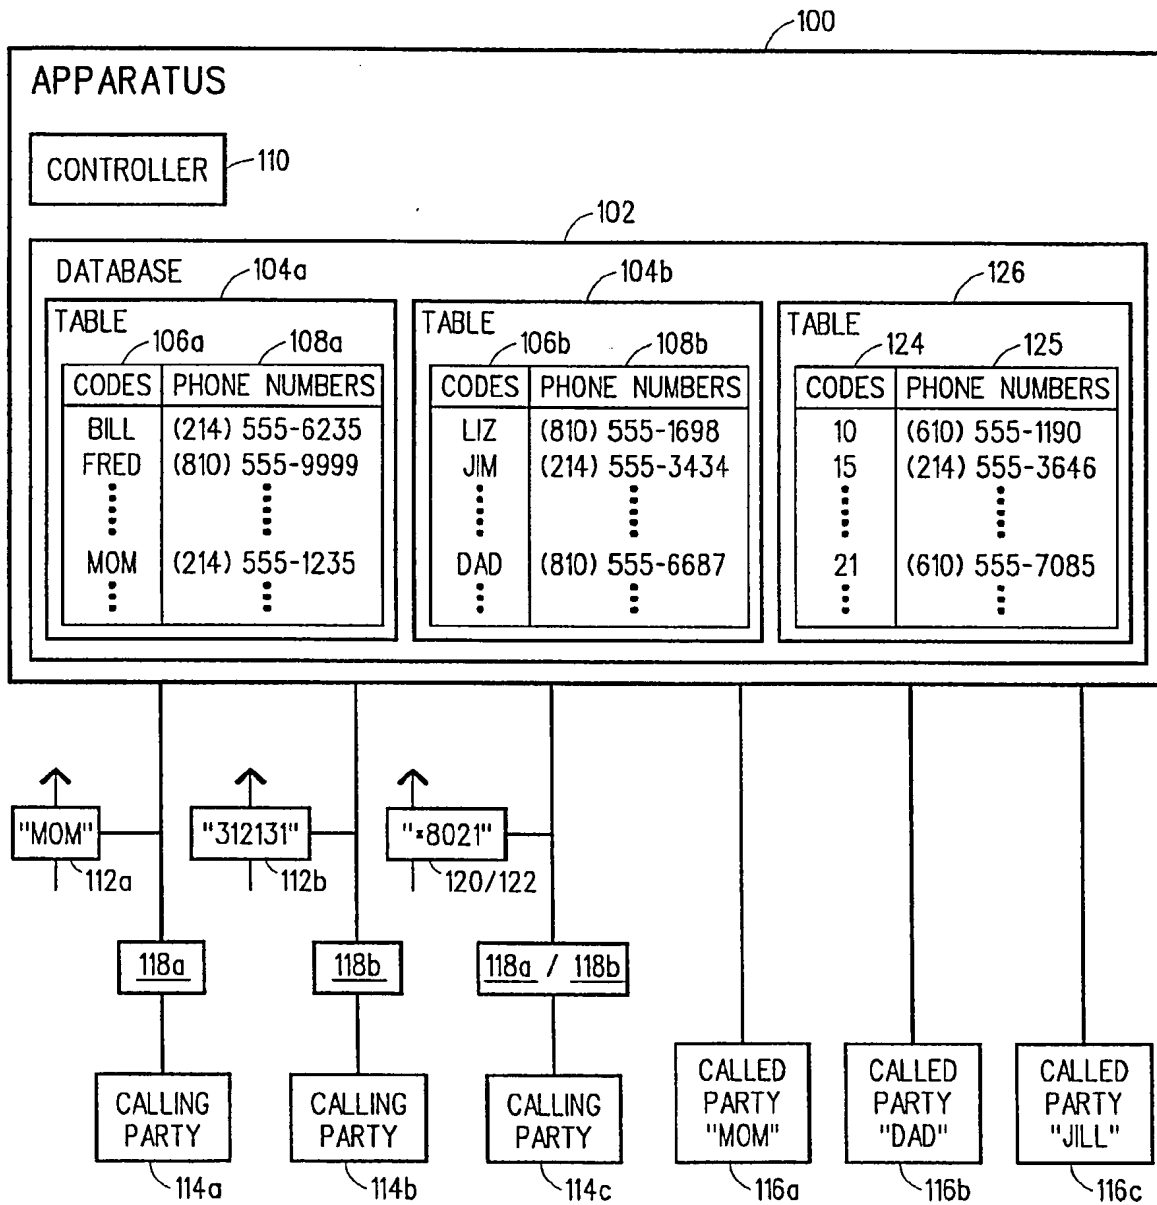 100
APPARATUS
CONTROLLER
110
102
DATABASE
104a
104b
126
TABLE
TABLE
TABLE
106a
108a
106b
108b
124
125
CODES PHONE NUMBERS
CODES PHONE NUMBERS
CODES PHONE NUMBERS
BILL (214) 555-6235
LIZ (810) 555-1698
10 (610) 555-1190
FRED (810) 555-9999
JIM (214) 555-3434
15 (214) 555-3646
MOM (214) 555-1235
DAD (810) 555-6687
21 (610) 555-7085
"MOM"
"312131"
"*8021"
112a
112b
120/122
118a
118b
118a / 118b
CALLING
PARTY
CALLING
PARTY
CALLING
PARTY
CALLED
PARTY
"MOM"
CALLED
PARTY
"DAD"
CALLED
PARTY
"JILL"
114a
114b
114c
116a
116b
116c